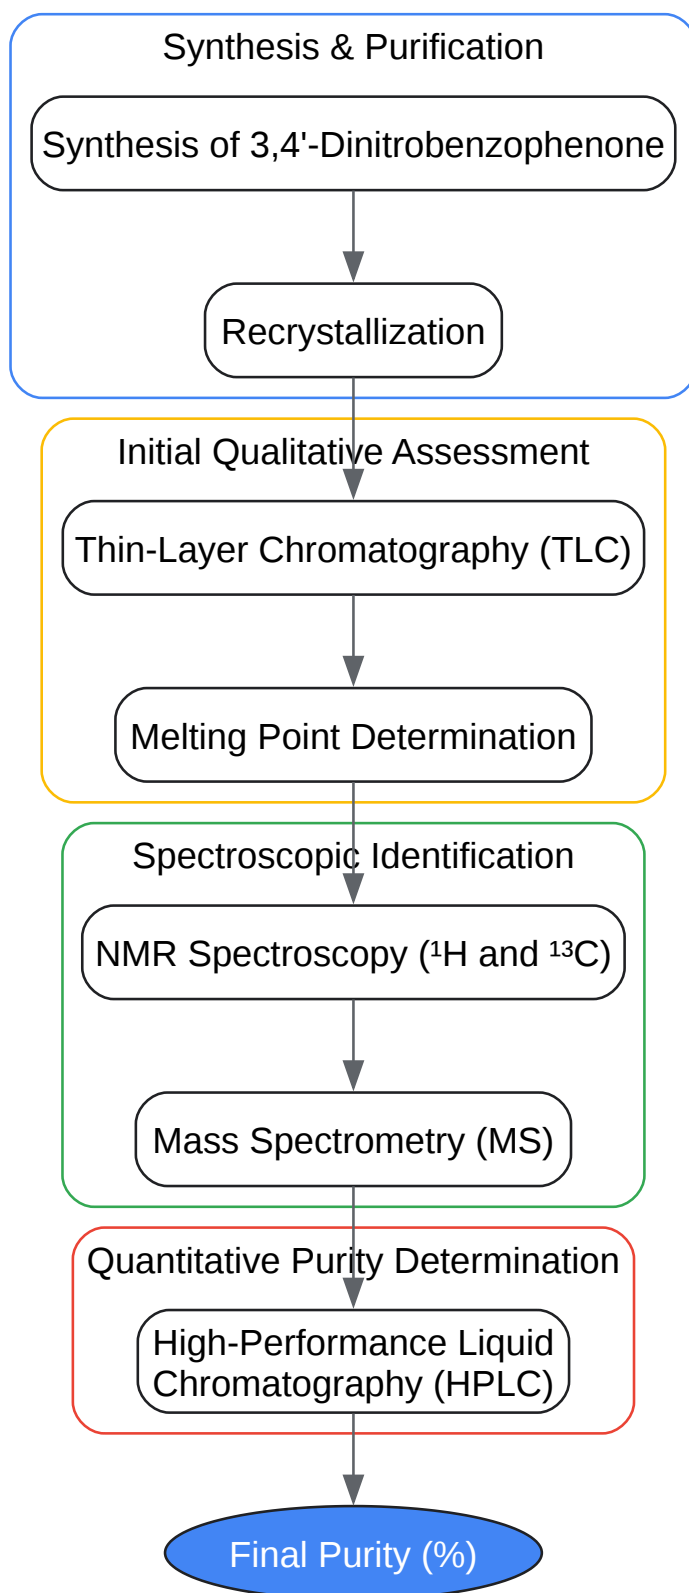 Synthesis & Purification
Synthesis of 3,4'-Dinitrobenzophenone
Recrystallization
Initial Qualitative Assessment
Thin-Layer Chromatography (TLC)
Melting Point Determination
Spectroscopic Identification
NMR Spectroscopy (¹H and ¹³C)
Mass Spectrometry (MS)
Quantitative Purity Determination
High-Performance Liquid
Chromatography (HPLC)
Final Purity (%)